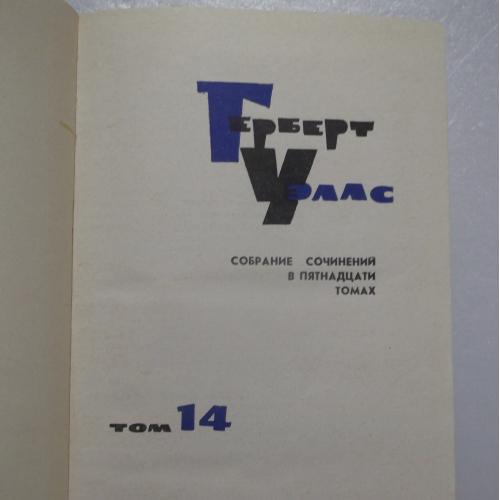 Герберт
Уэллс
СОБРАНИЕ СОЧИНЕНИЙ
В ПЯТНАДЦАТИ
ТОМАХ
ТОМ 14